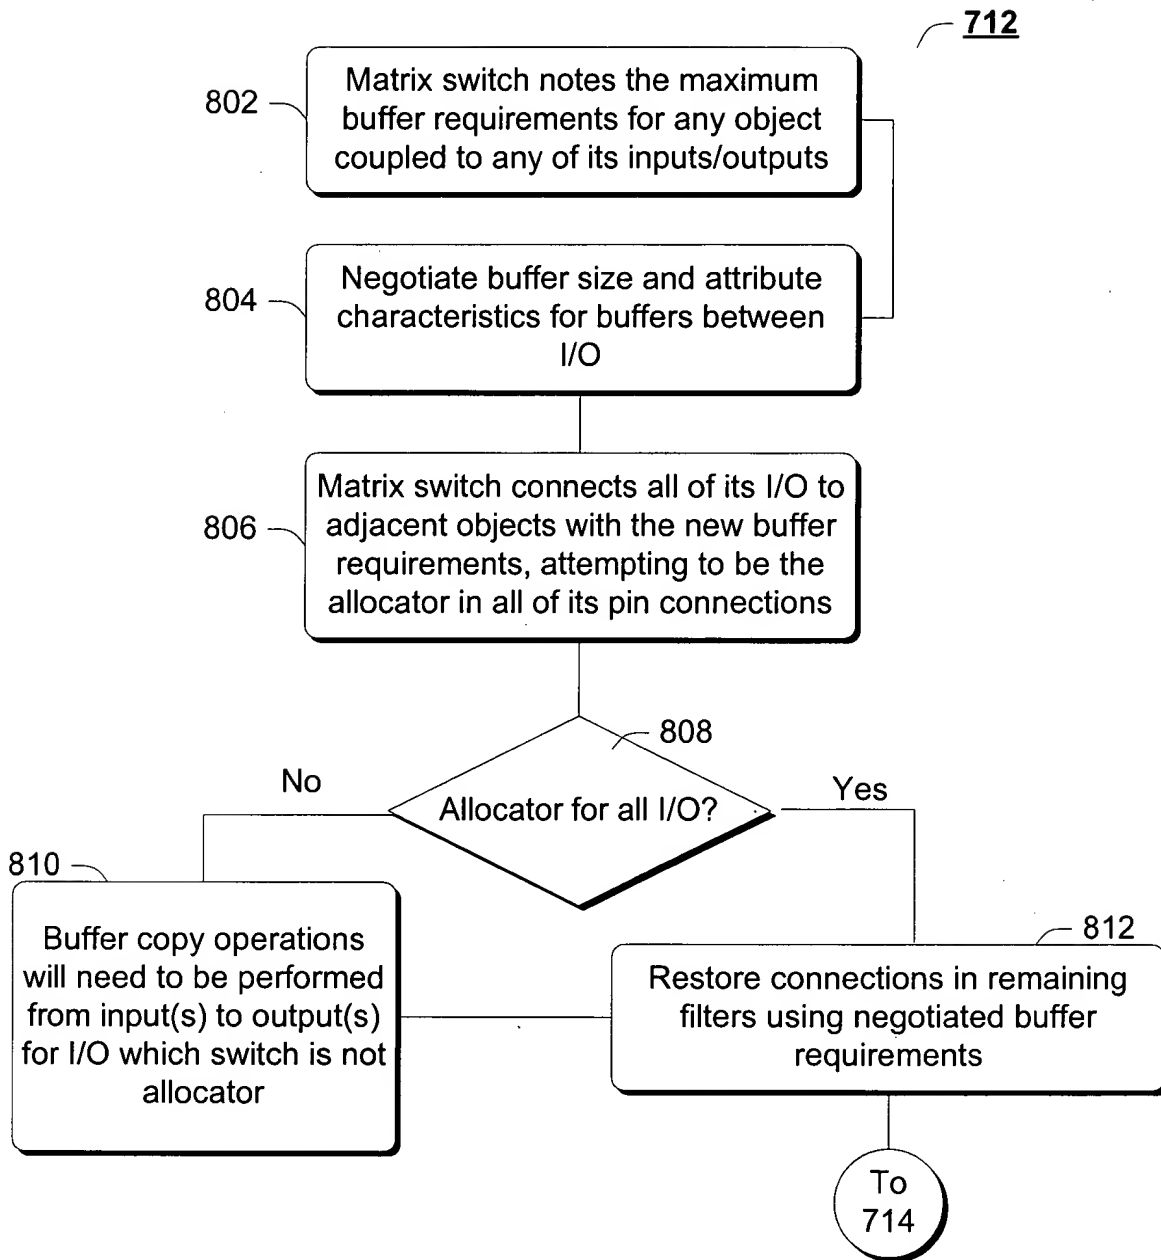 712
802
Matrix switch notes the maximum
buffer requirements for any object
coupled to any of its inputs/outputs
804
Negotiate buffer size and attribute
characteristics for buffers between
I/O
806
Matrix switch connects all of its I/O to
adjacent objects with the new buffer
requirements, attempting to be the
allocator in all of its pin connections
808
No
Allocator for all I/O?
Yes
810
Buffer copy operations
will need to be performed
from input(s) to output(s)
for I/O which switch is not
allocator
812
Restore connections in remaining
filters using negotiated buffer
requirements
To
714